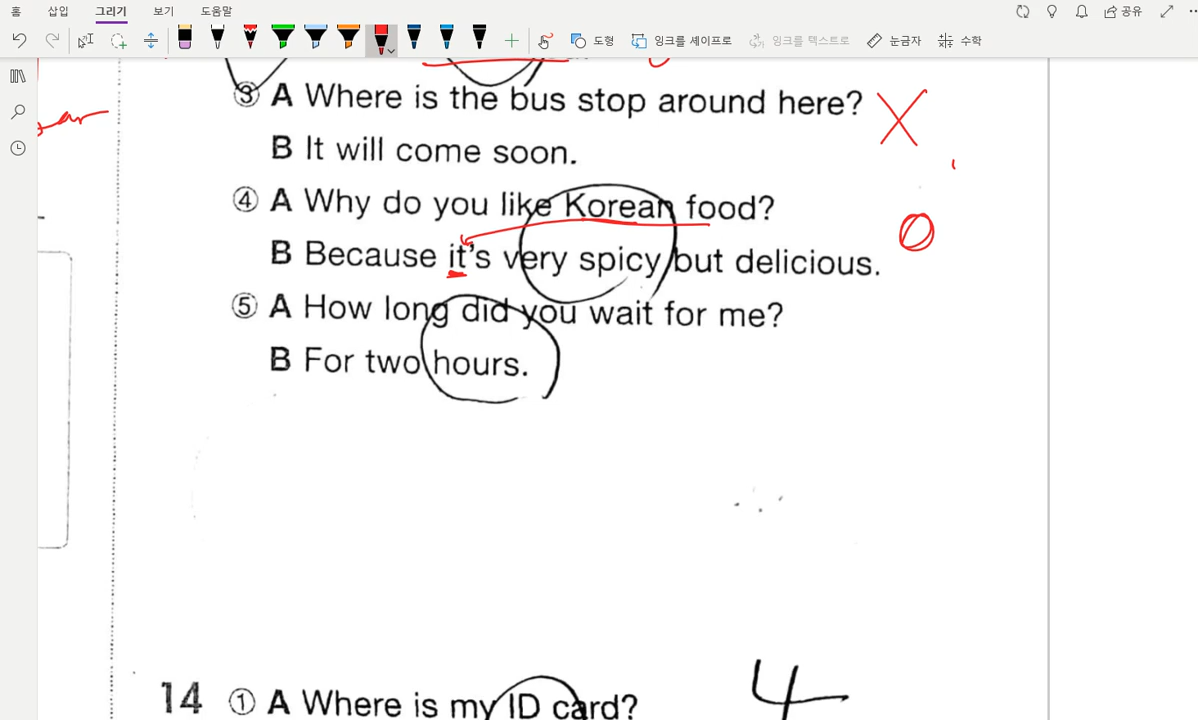 홈 삽입 그리기 보기 도움말 공유
도형 잉크를 셰이프로 잉크를 텍스트로 눈금자 수학
③ A Where is the bus stop around here? X
B It will come soon.
④ A Why do you like Korean food?
B Because it's very spicy but delicious.
⑤ A How long did you wait for me?
B For two hours.
14 ① A Where is my ID card? 4